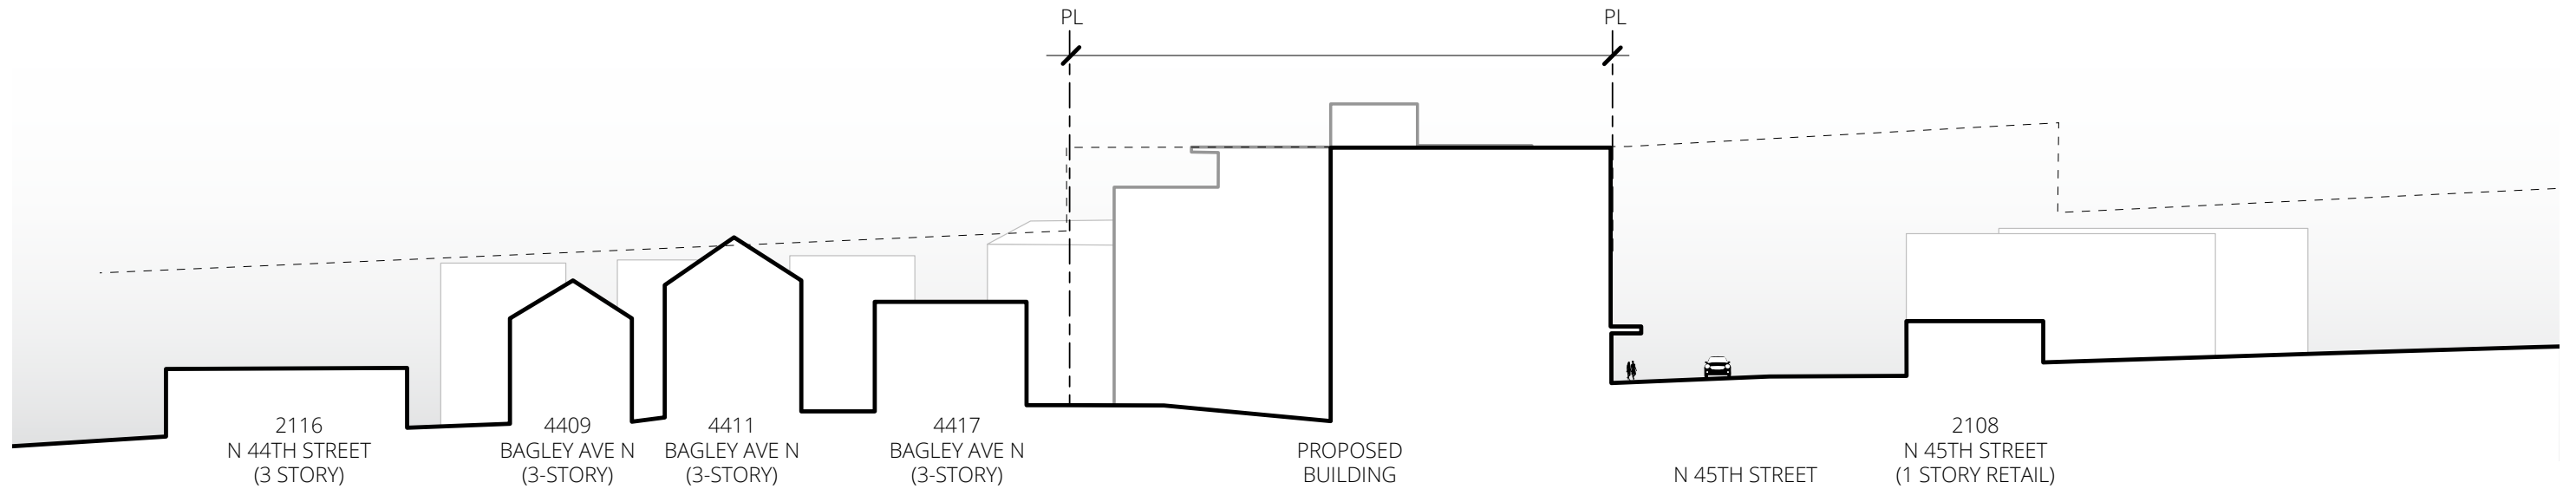 PL
PL
2116
N 44TH STREET
(3 STORY)
4409
BAGLEY AVE N
(3-STORY)
4411
BAGLEY AVE N
(3-STORY)
4417
BAGLEY AVE N
(3-STORY)
PROPOSED
BUILDING
N 45TH STREET
2108
N 45TH STREET
(1 STORY RETAIL)